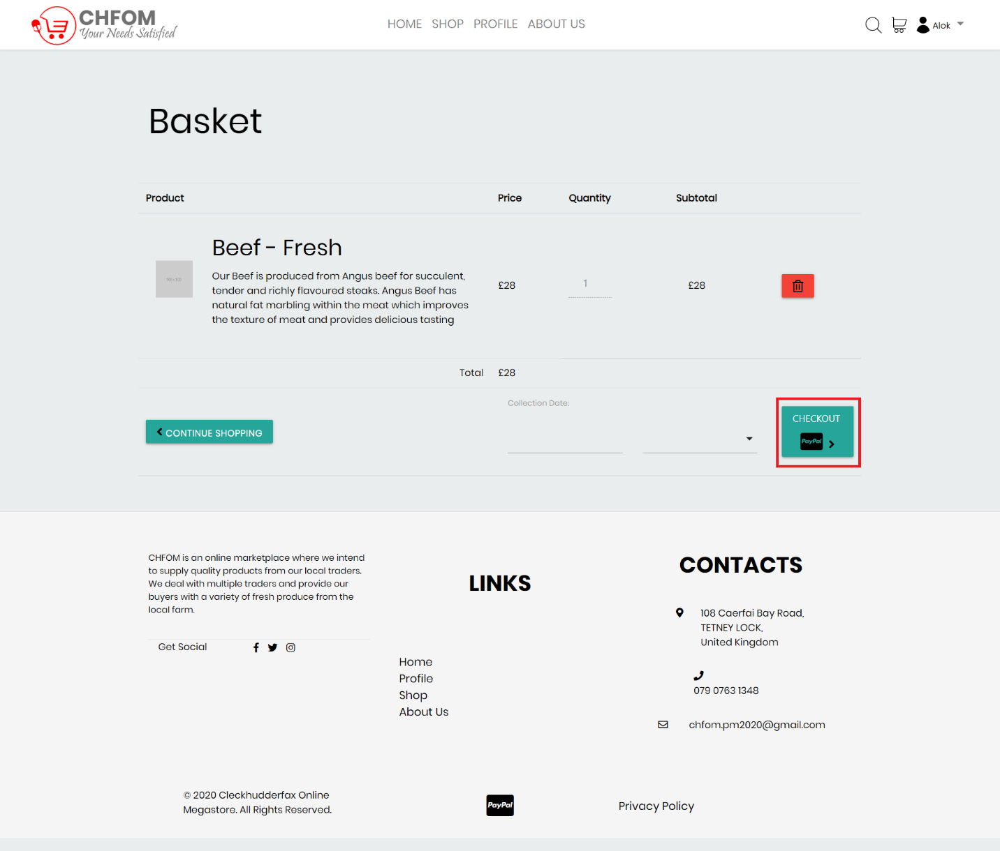 CHFOM
Your Needs Satisfied
HOME SHOP PROFILE ABOUT US
Alok
Basket
Product Price Quantity Subtotal
Beef - Fresh
Our Beef is produced from Angus beef for succulent,
tender and richly flavoured steaks. Angus Beef has
natural fat marbling within the meat which improves
the texture of meat and provides delicious tasting
£28 1 £28
Total £28
Collection Date:
CONTINUE SHOPPING
CHECKOUT
PayPal
CHFOM is an online marketplace where we intend
to supply quality products from our local traders.
We deal with multiple traders and provide our
buyers with a variety of fresh produce from the
local farm.
Get Social
LINKS
Home
Profile
Shop
About Us
CONTACTS
108 Caerfai Bay Road,
TETNEY LOCK,
United Kingdom
079 0763 1348
chfom.pm2020@gmail.com
© 2020 Cleckhudderfax Online
Megastore. All Rights Reserved.
PayPal
Privacy Policy